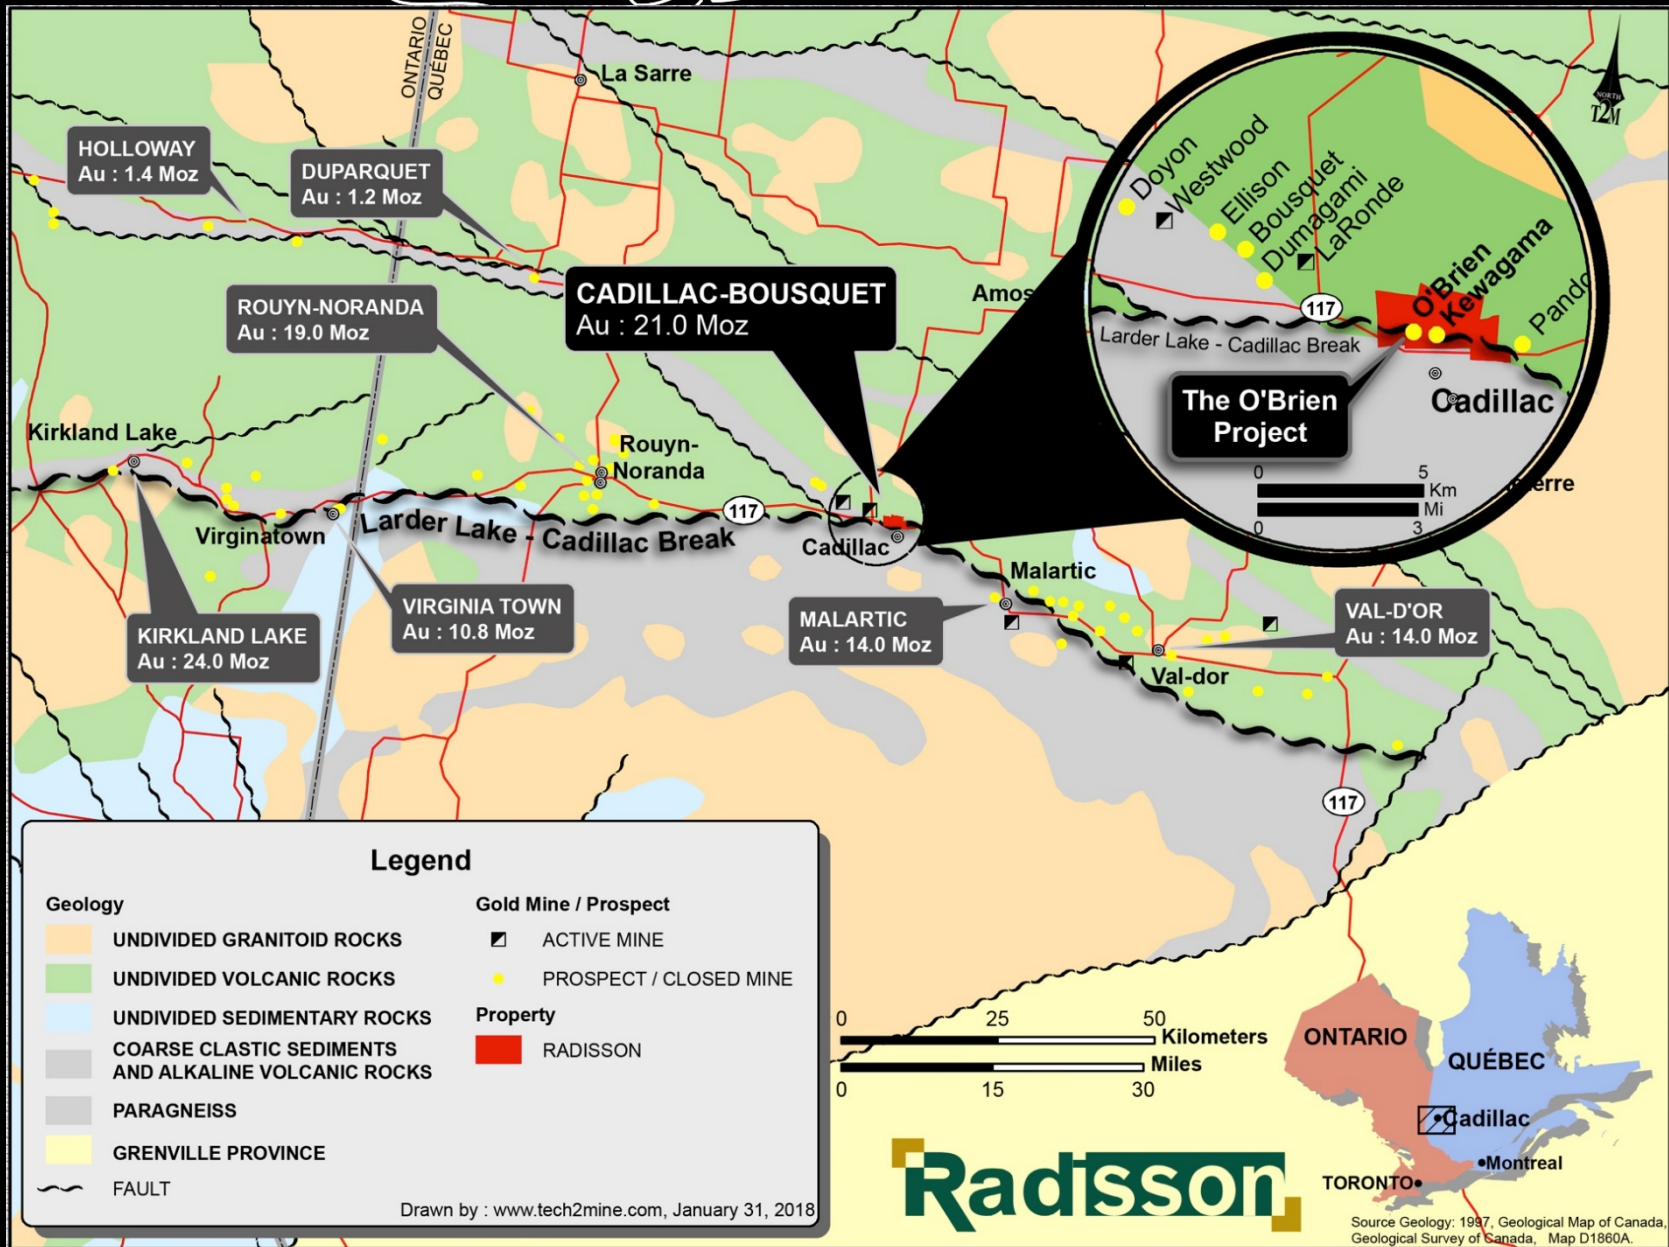 ONTARIO
QUÉBEC
La Sarre
HOLLOWAY
Au : 1.4 Moz
DUPARQUET
Au : 1.2 Moz
ROUYN-NORANDA
Au : 19.0 Moz
CADILLAC-BOUSQUET
Au : 21.0 Moz
Amos
NORTH
T2M
Doyon
Westwood
Ellison
Bousquet
Dumagami
LaRonde
117
O'Brien
Kewagama
Larder Lake - Cadillac Break
The O'Brien
Project
Cadillac
0 5
Km
Mi
0 3
Kirkland Lake
Rouyn-
Noranda
Virginatown
Larder Lake - Cadillac Break
117
Cadillac
Malartic
KIRKLAND LAKE
Au : 24.0 Moz
VIRGINIA TOWN
Au : 10.8 Moz
MALARTIC
Au : 14.0 Moz
VAL-D'OR
Au : 14.0 Moz
Val-dor
117
Legend
Geology
UNDIVIDED GRANITOID ROCKS
UNDIVIDED VOLCANIC ROCKS
UNDIVIDED SEDIMENTARY ROCKS
COARSE CLASTIC SEDIMENTS
AND ALKALINE VOLCANIC ROCKS
PARAGNEISS
GRENVILLE PROVINCE
FAULT
Gold Mine / Prospect
ACTIVE MINE
PROSPECT / CLOSED MINE
Property
RADISSON
Drawn by : www.tech2mine.com, January 31, 2018
0 25 50
Kilometers
Miles
0 15 30
Radisson
ONTARIO
QUÉBEC
Cadillac
Montreal
TORONTO
Source Geology: 1997, Geological Map of Canada,
Geological Survey of Canada, Map D1860A.